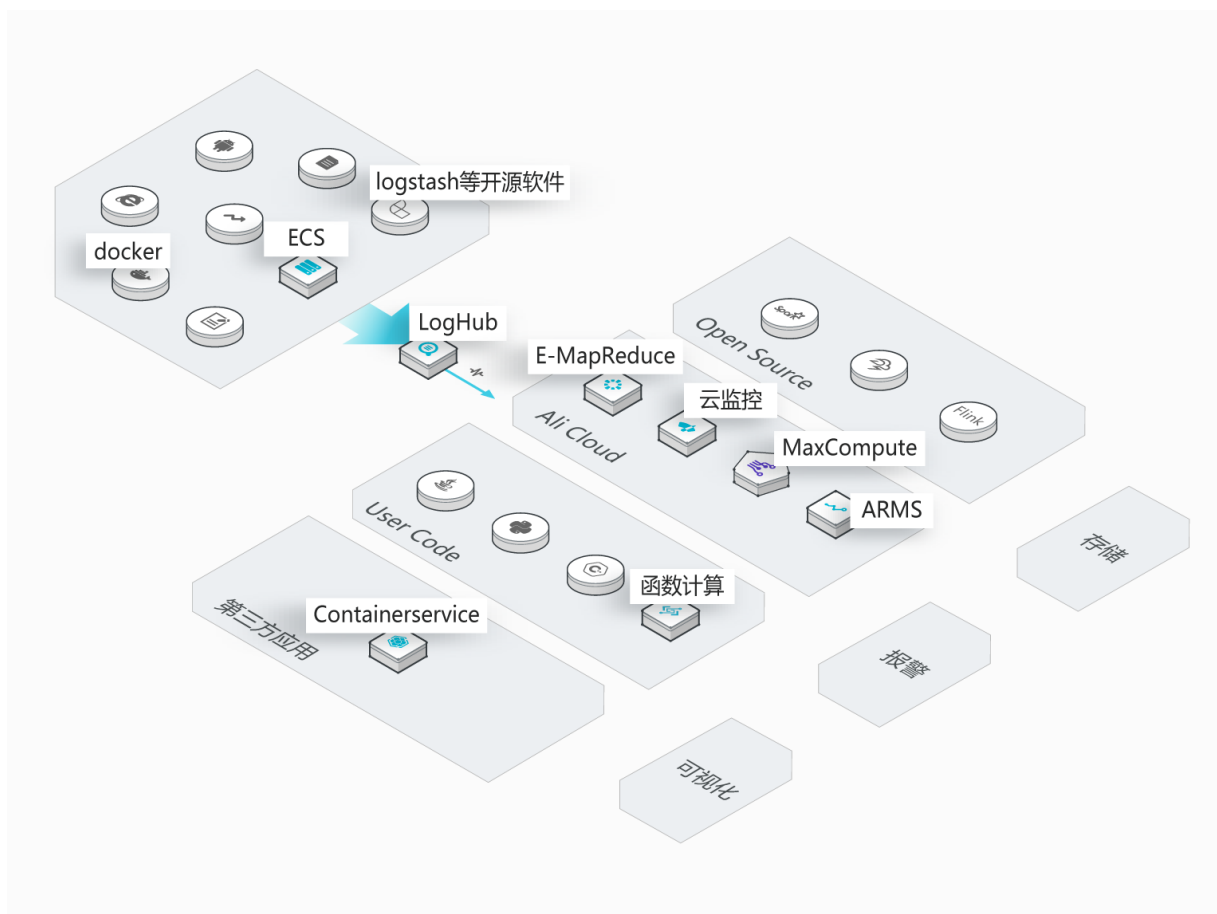 logstash等开源软件
ECS
docker
LogHub
Spark
Open Source
Flink
E-MapReduce
云监控
Ali Cloud
MaxCompute
ARMS
User Code
函数计算
第三方应用
Containerservice
存储
报警
可视化